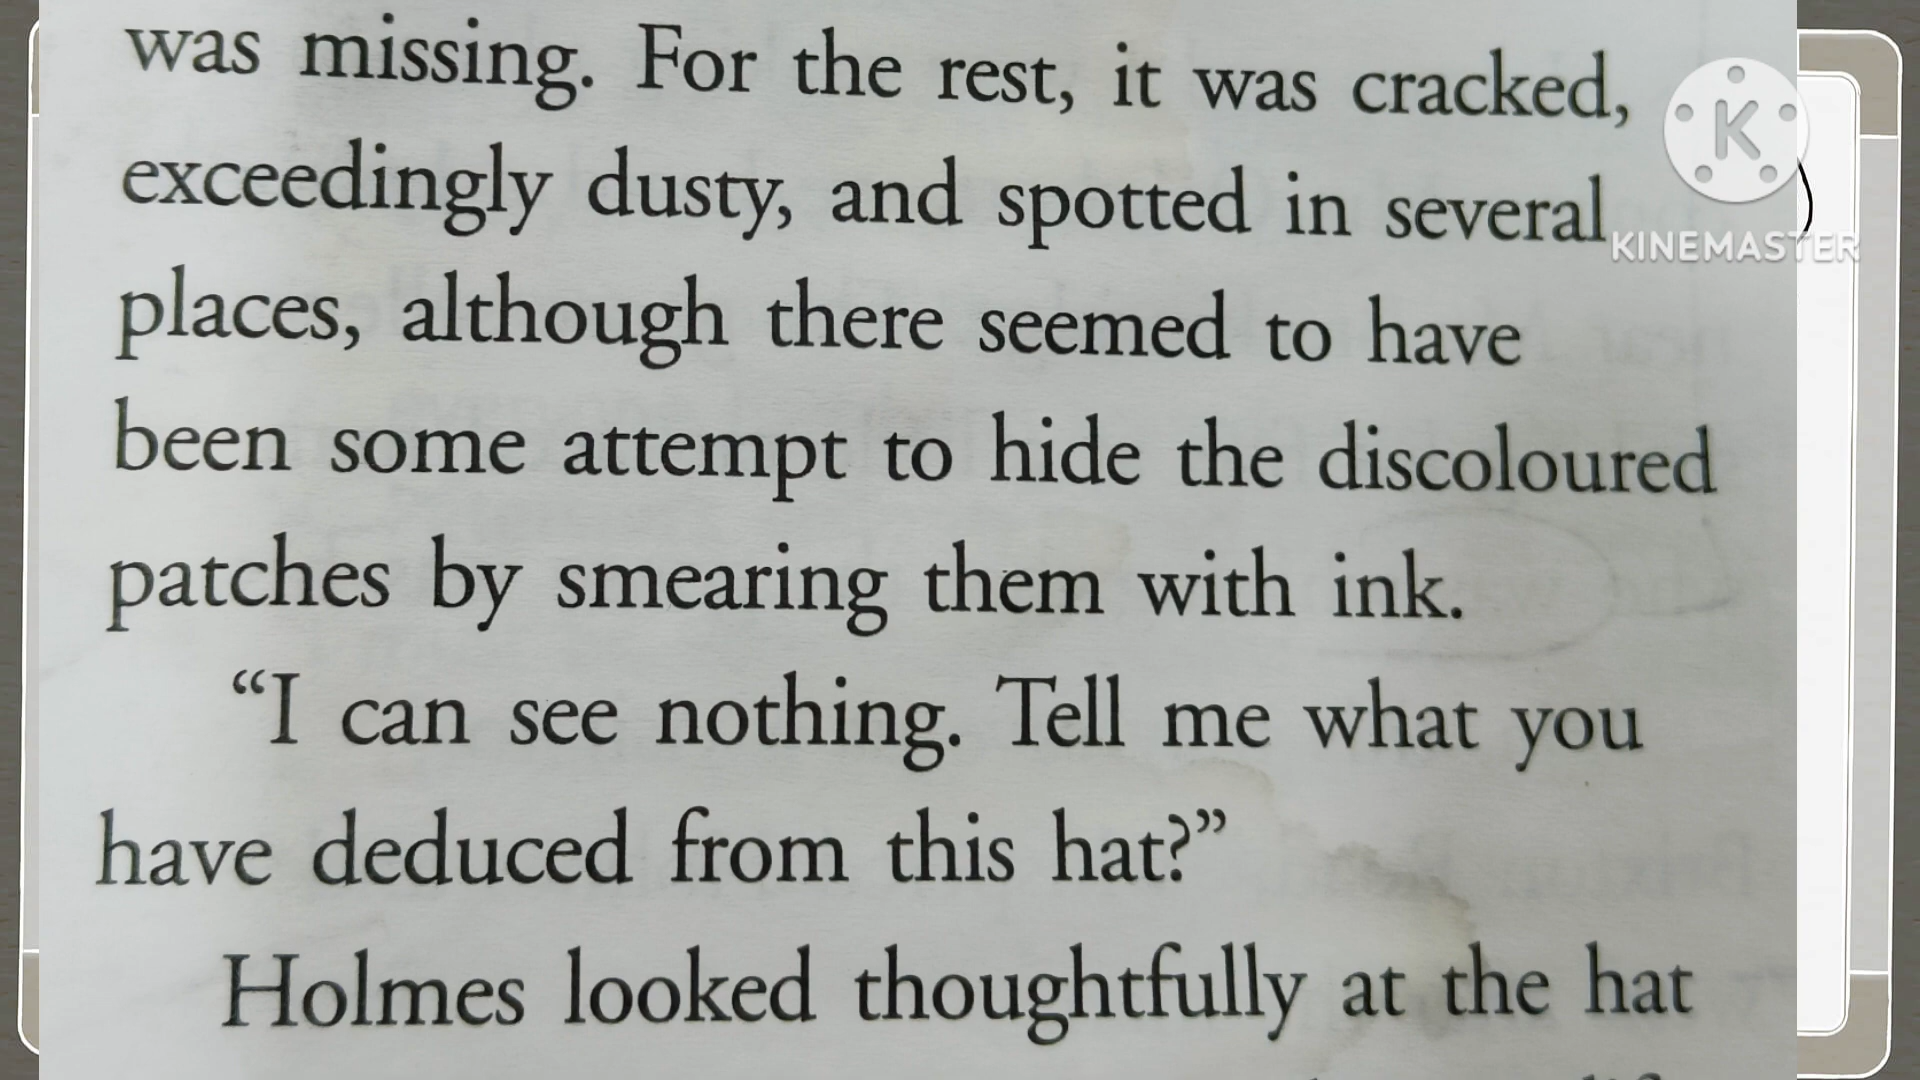 was missing. For the rest, it was cracked,
exceedingly dusty, and spotted in several
places, although there seemed to have
been some attempt to hide the discoloured
patches by smearing them with ink.
“I can see nothing. Tell me what you
have deduced from this hat?”
Holmes looked thoughtfully at the hat
K
KINEMASTER